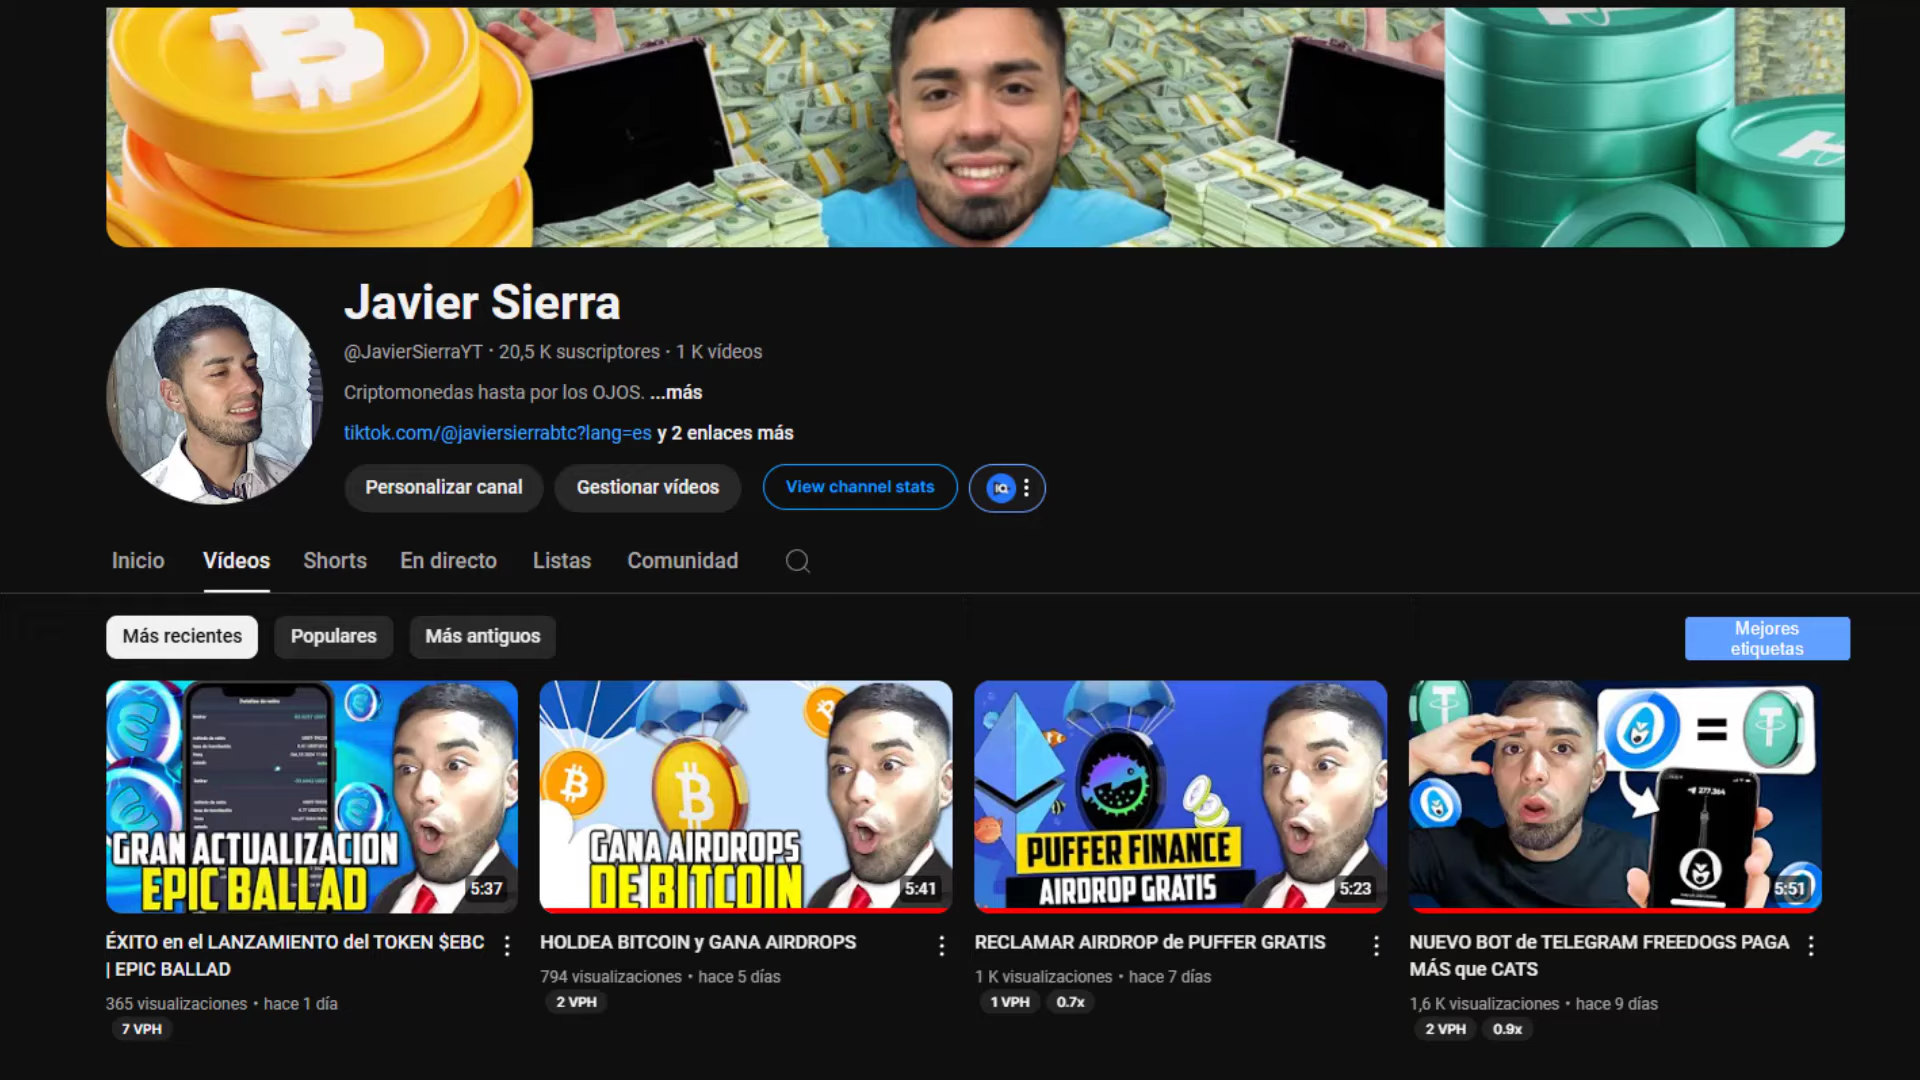 Javier Sierra
@JavierSierraYT • 20,5 K suscriptores • 1 K vídeos
Criptomonedas hasta por los OJOS. ...más
tiktok.com/@javiersierrabtc?lang=es y 2 enlaces más
Personalizar canal
Gestionar vídeos
View channel stats
IQ
Inicio
Vídeos
Shorts
En directo
Listas
Comunidad
Más recientes
Populares
Más antiguos
Mejores
etiquetas
GRAN ACTUALIZACION
EPIC BALLAD
5:37
GANA AIRDROPS
DE BITCOIN
5:41
PUFFER FINANCE
AIRDROP GRATIS
5:23
=
277.364
5:51
ÉXITO en el LANZAMIENTO del TOKEN $EBC
| EPIC BALLAD
365 visualizaciones • hace 1 día
7 VPH
HOLDEA BITCOIN y GANA AIRDROPS
794 visualizaciones • hace 5 días
2 VPH
RECLAMAR AIRDROP de PUFFER GRATIS
1 K visualizaciones • hace 7 días
1 VPH
0.7x
NUEVO BOT de TELEGRAM FREEDOGS PAGA
MÁS que CATS
1,6 K visualizaciones • hace 9 días
2 VPH
0.9x